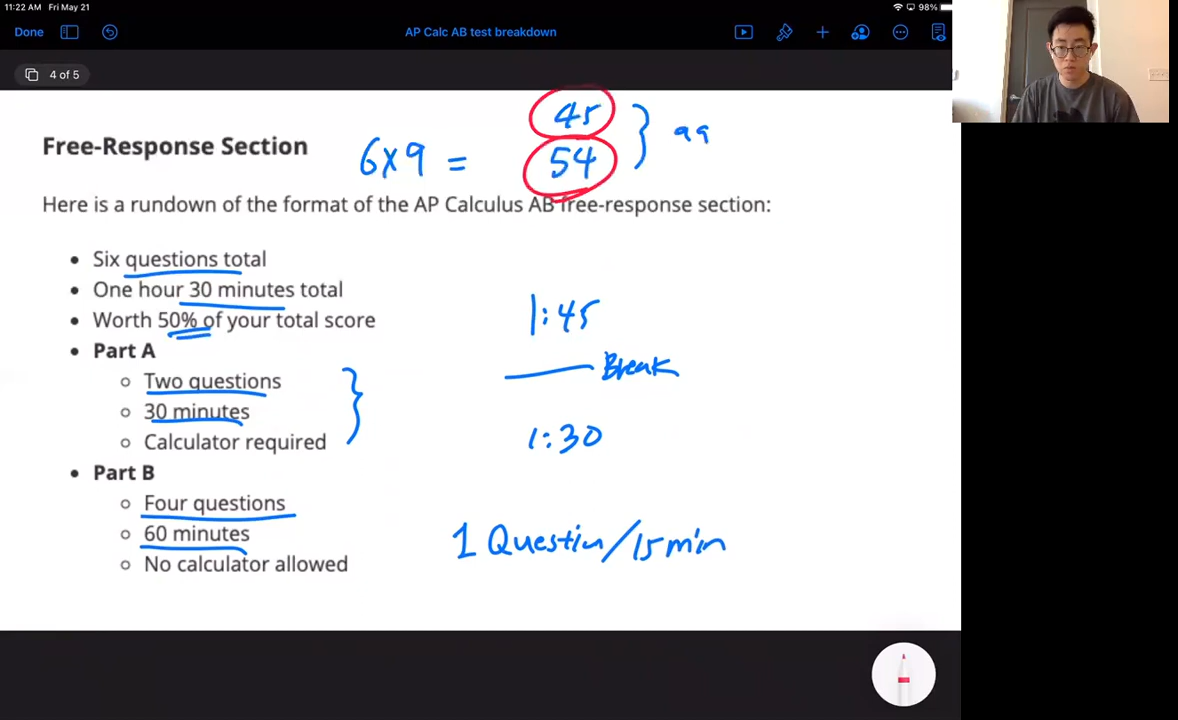 11:22 AM Fri May 21
98%
Done
AP Calc AB test breakdown
4 of 5
45
Free-Response Section
6x9 = 54 } 99
Here is a rundown of the format of the AP Calculus AB free-response section:
• Six questions total
• One hour 30 minutes total
• Worth 50% of your total score
1:45
• Part A
Break
○ Two questions
○ 30 minutes
○ Calculator required
1:30
• Part B
○ Four questions
○ 60 minutes
1 Question/15 min
○ No calculator allowed